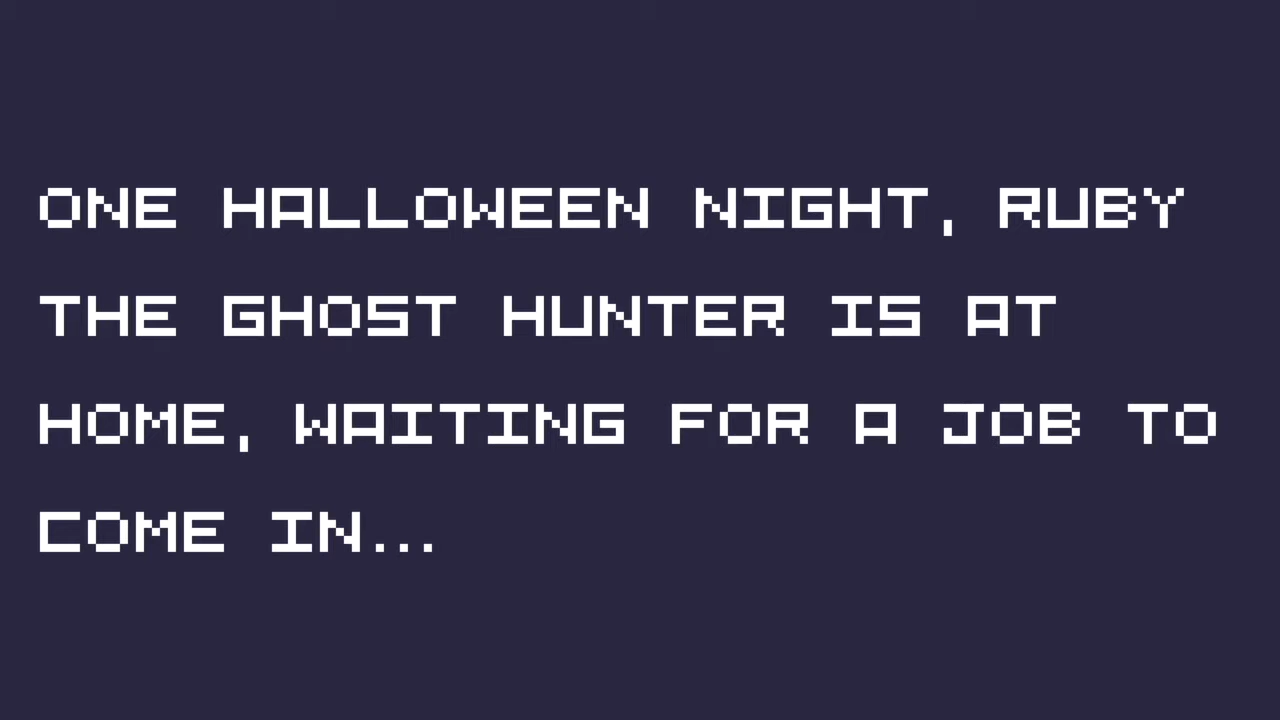 ONE HALLOWEEN NIGHT, RUBY
THE GHOST HUNTER IS AT
HOME, WAITING FOR A JOB TO
COME IN...